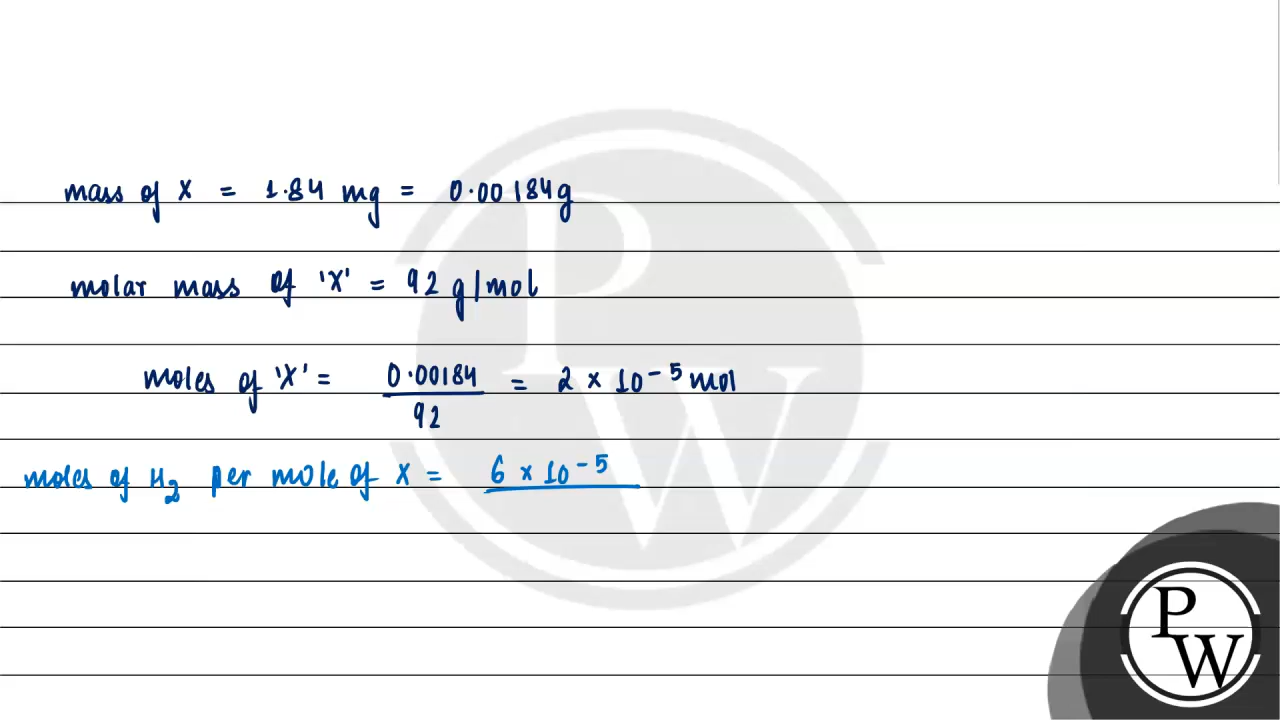 mass of X = 1.84 mg = 0.00184g
molar mass of 'X' = 92 g/mol
moles of 'X' = 0.00184 / 92 = 2 × 10⁻⁵ mol
moles of H₂ per mole of X = 6 × 10⁻⁵
P
W
P
W